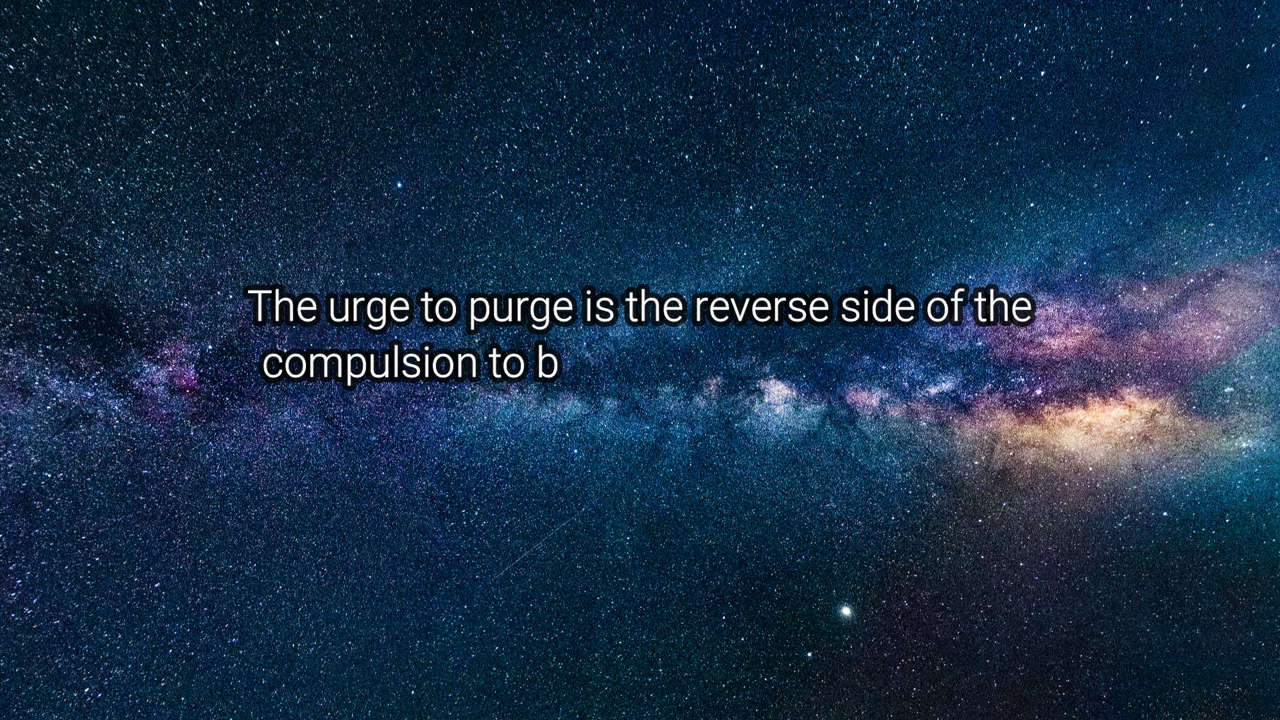 The urge to purge is the reverse side of the
compulsion to b